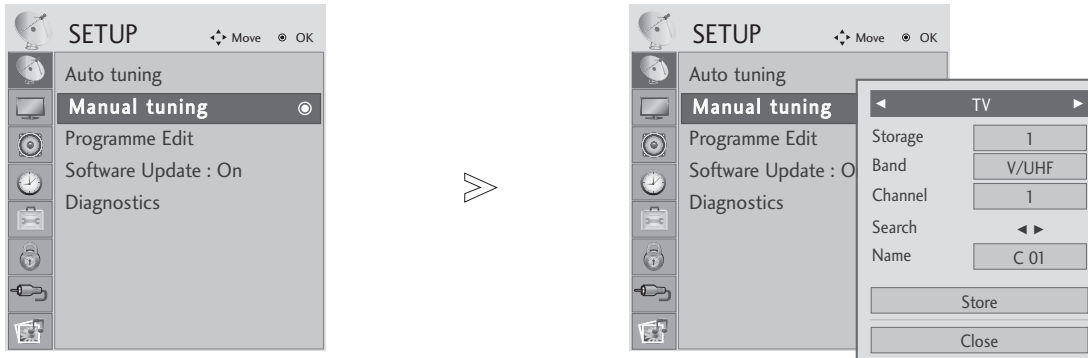 SETUP Move OK
Auto tuning
Manual tuning
Programme Edit
Software Update : On
Diagnostics
SETUP Move OK
Auto tuning
Manual tuning
Programme Edit
Software Update : O
Diagnostics
TV
Storage 1
Band V/UHF
Channel 1
Search
Name C 01
Store
Close